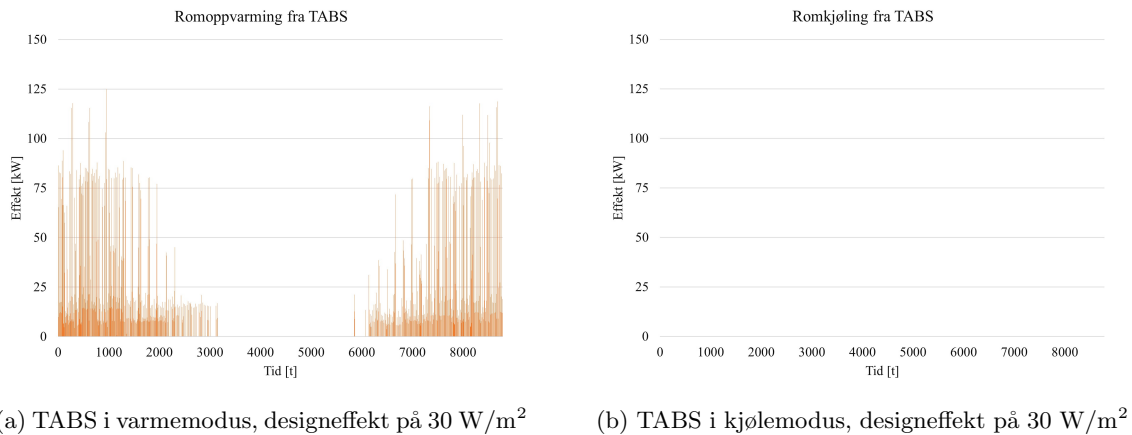 Romoppvarming fra TABS
150
125
100
75
50
25
0
Effekt [kW]
0 1000 2000 3000 4000 5000 6000 7000 8000
Tid [t]
(a) TABS i varmemodus, designeffekt på 30 W/m²
Romkjøling fra TABS
150
125
100
75
50
25
0
Effekt [kW]
0 1000 2000 3000 4000 5000 6000 7000 8000
Tid [t]
(b) TABS i kjølemodus, designeffekt på 30 W/m²